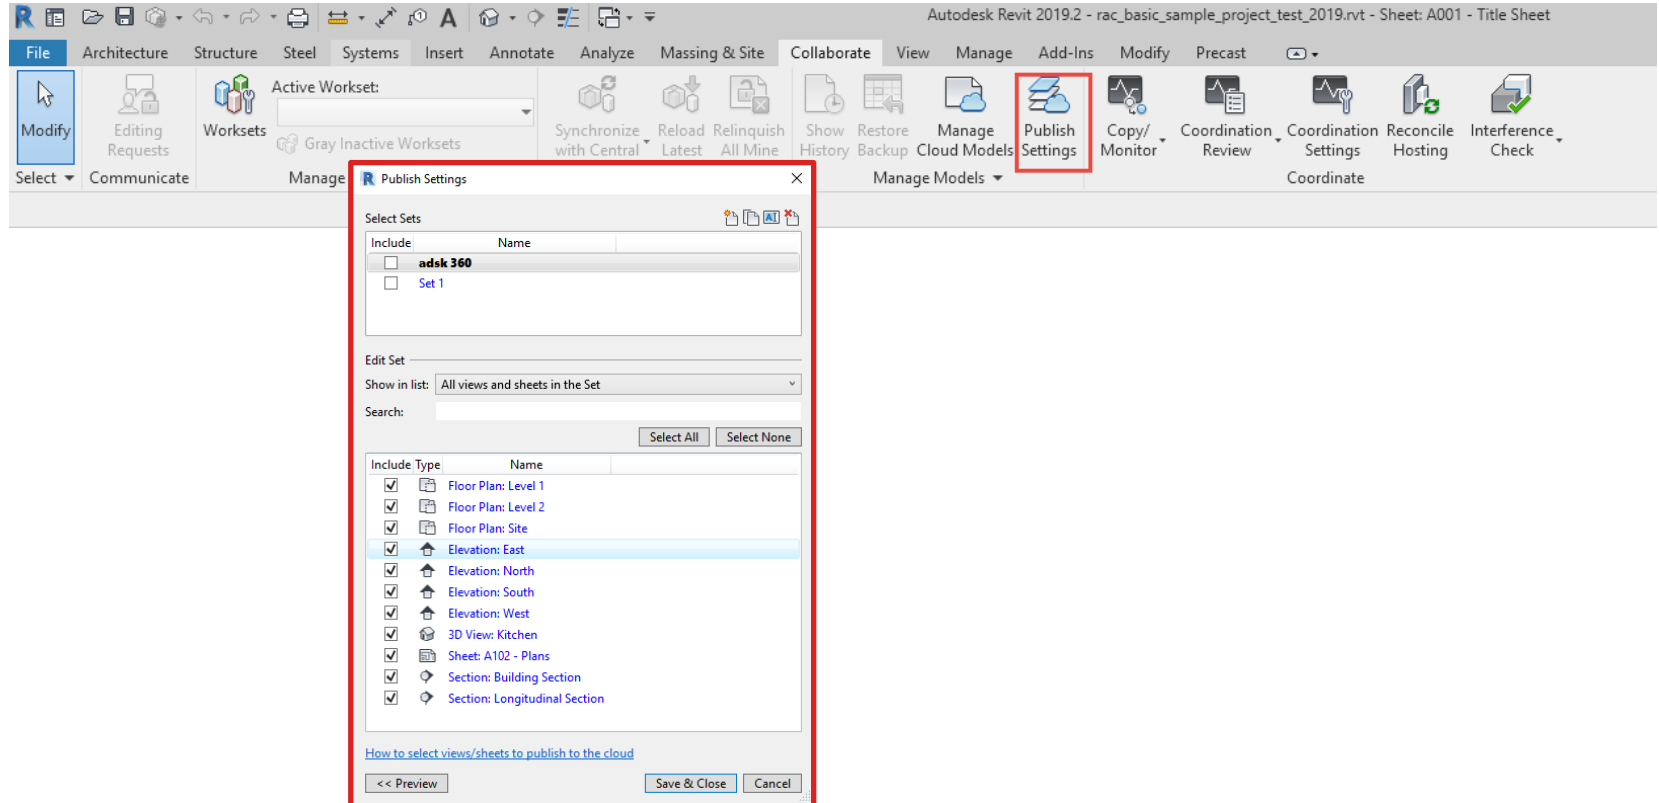 Autodesk Revit 2019.2 - rac_basic_sample_project_test_2019.rvt - Sheet: A001 - Title Sheet
File Architecture Structure Steel Systems Insert Annotate Analyze Massing & Site Collaborate View Manage Add-Ins Modify Precast
Modify
Editing Requests
Worksets
Active Workset:
Gray Inactive Worksets
Synchronize with Central
Reload Latest
Relinquish All Mine
Show History
Restore Backup
Manage Cloud Models
Publish Settings
Copy/ Monitor
Coordination Review
Coordination Settings
Reconcile Hosting
Interference Check
Select Communicate Manage Manage Models Coordinate
Publish Settings
Select Sets
Include Name
adsk 360
Set 1
Edit Set
Show in list: All views and sheets in the Set
Search:
Select All Select None
Include Type Name
Floor Plan: Level 1
Floor Plan: Level 2
Floor Plan: Site
Elevation: East
Elevation: North
Elevation: South
Elevation: West
3D View: Kitchen
Sheet: A102 - Plans
Section: Building Section
Section: Longitudinal Section
How to select views/sheets to publish to the cloud
<< Preview Save & Close Cancel